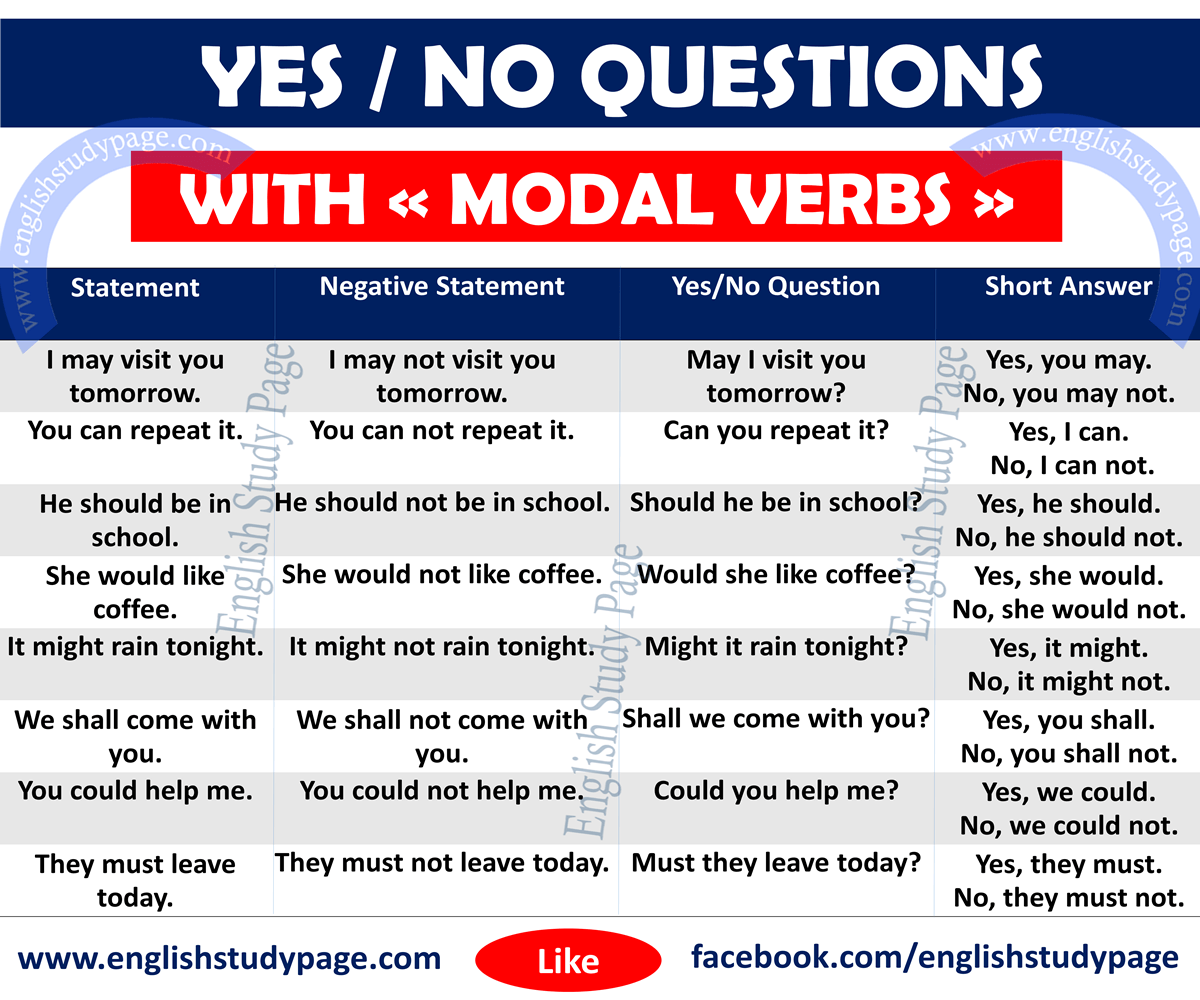 YES / NO QUESTIONS
www.englishstudypage.com
www.englishstudypage.com
WITH « MODAL VERBS »
Statement
Negative Statement
Yes/No Question
Short Answer
I may visit you
tomorrow.
I may not visit you
tomorrow.
May I visit you
tomorrow?
Yes, you may.
No, you may not.
You can repeat it.
You can not repeat it.
Can you repeat it?
Yes, I can.
No, I can not.
He should be in
school.
He should not be in school.
Should he be in school?
Yes, he should.
No, he should not.
She would like
coffee.
She would not like coffee.
Would she like coffee?
Yes, she would.
No, she would not.
It might rain tonight.
It might not rain tonight.
Might it rain tonight?
Yes, it might.
No, it might not.
We shall come with
you.
We shall not come with
you.
Shall we come with you?
Yes, you shall.
No, you shall not.
You could help me.
You could not help me.
Could you help me?
Yes, we could.
No, we could not.
They must leave
today.
They must not leave today.
Must they leave today?
Yes, they must.
No, they must not.
English Study Page
English Study Page
English Study Page
www.englishstudypage.com
Like
facebook.com/englishstudypage